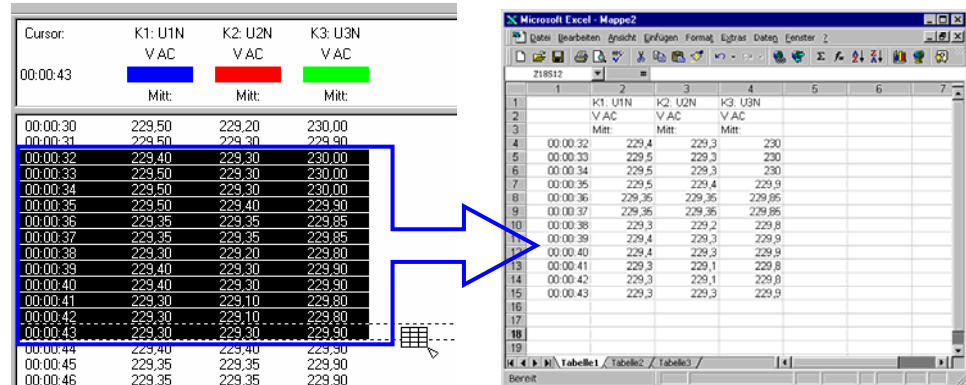 Cursor: K1: U1N K2: U2N K3: U3N
V AC V AC V AC
00:00:43
Mitt: Mitt: Mitt:
00:00:30 229,50 229,20 230,00
00:00:31 229,50 229,30 229,90
00:00:32 229,40 229,30 230,00
00:00:33 229,50 229,30 230,00
00:00:34 229,50 229,30 230,00
00:00:35 229,50 229,40 229,90
00:00:36 229,35 229,35 229,85
00:00:37 229,35 229,35 229,85
00:00:38 229,30 229,20 229,80
00:00:39 229,40 229,30 229,90
00:00:40 229,40 229,30 229,90
00:00:41 229,30 229,10 229,80
00:00:42 229,30 229,10 229,80
00:00:43 229,30 229,30 229,90
00:00:44 229,40 229,40 229,90
00:00:45 229,35 229,35 229,90
00:00:46 229,35 229,35 229,90
Microsoft Excel - Mappe2
Datei Bearbeiten Ansicht Einfügen Format Extras Daten Fenster ?
Z18S12 =
1 2 3 4 5 6 7
1 K1: U1N K2: U2N K3: U3N
2 V AC V AC V AC
3 Mitt: Mitt: Mitt:
4 00:00:32 229,4 229,3 230
5 00:00:33 229,5 229,3 230
6 00:00:34 229,5 229,3 230
7 00:00:35 229,5 229,4 229,9
8 00:00:36 229,35 229,35 229,85
9 00:00:37 229,35 229,35 229,85
10 00:00:38 229,3 229,2 229,8
11 00:00:39 229,4 229,3 229,9
12 00:00:40 229,4 229,3 229,9
13 00:00:41 229,3 229,1 229,8
14 00:00:42 229,3 229,1 229,8
15 00:00:43 229,3 229,3 229,9
16
17
18
19
Tabelle1 Tabelle2 Tabelle3
Bereit